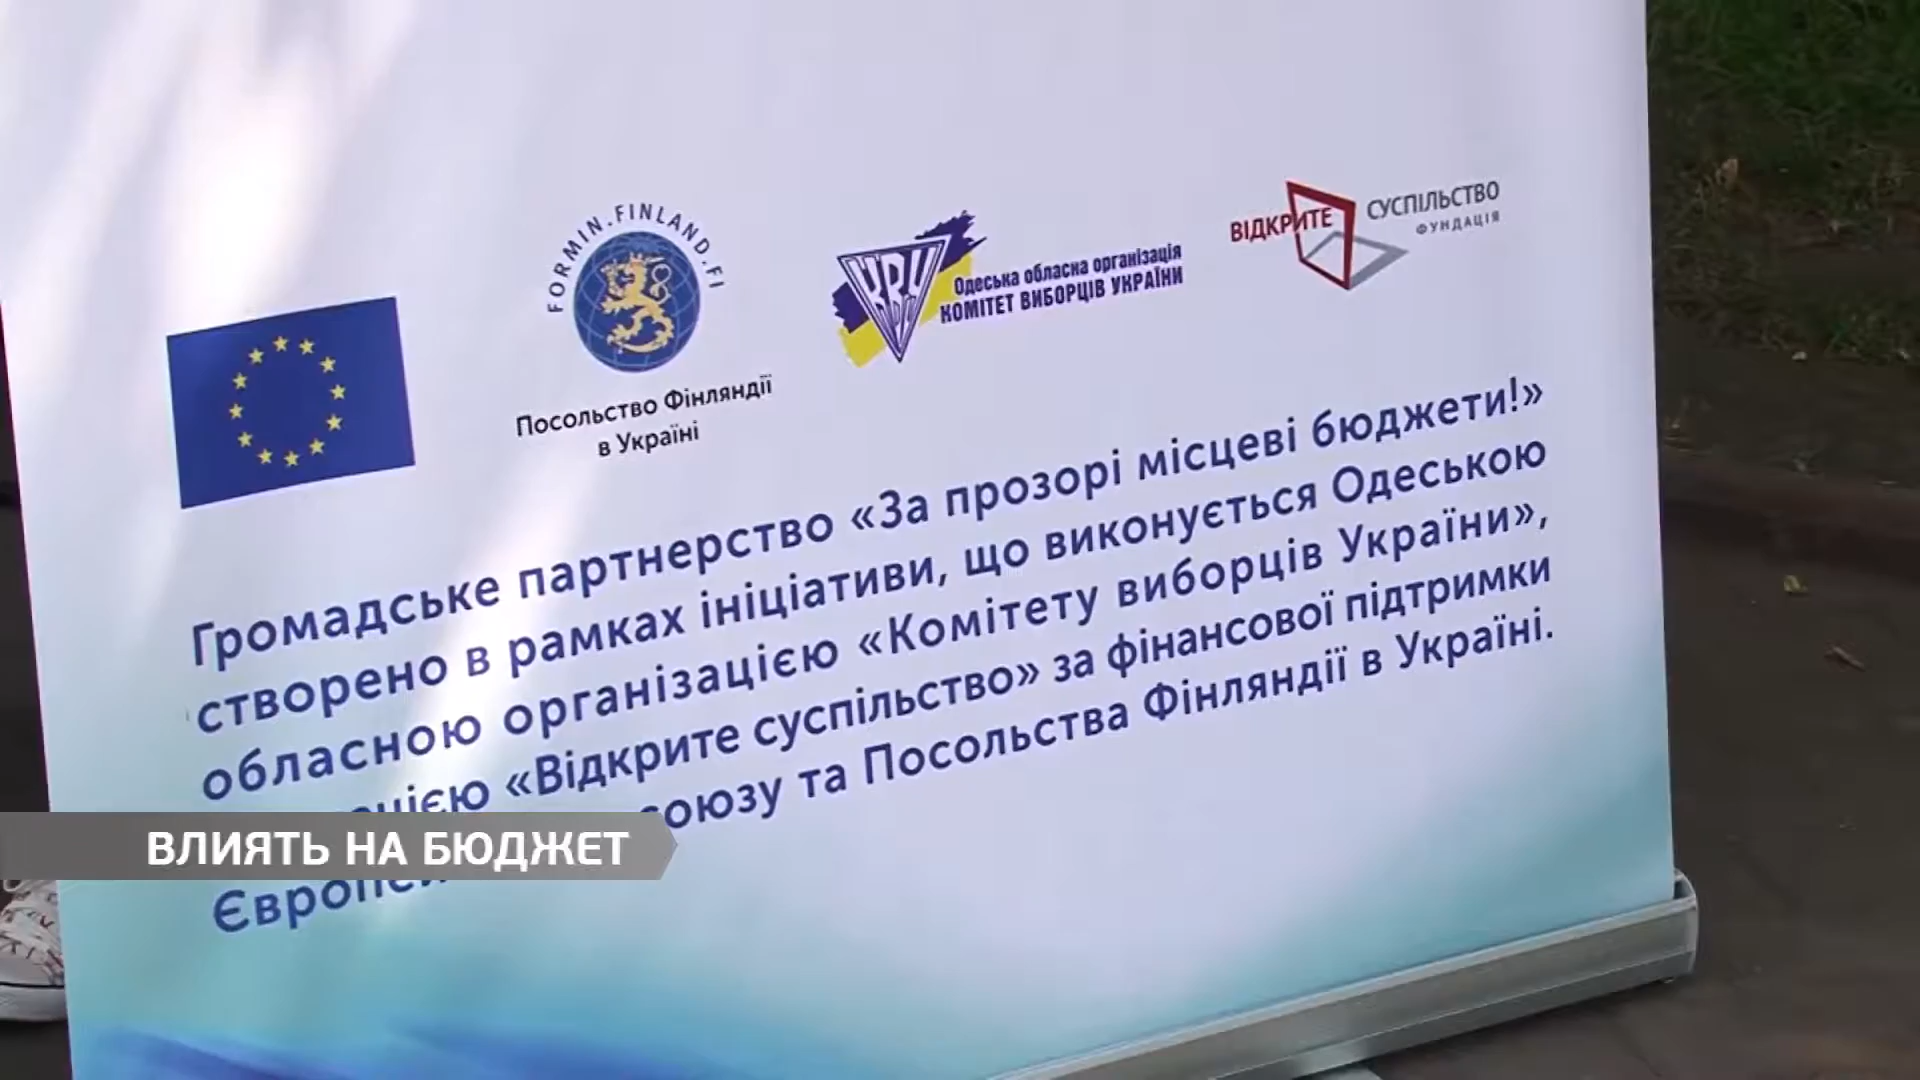 FORMIN.FINLAND.FI
Посольство Фінляндії
в Україні
КВУ
Одеська обласна організація
КОМІТЕТ ВИБОРЦІВ УКРАЇНИ
ВІДКРИТЕ СУСПІЛЬСТВО
ФУНДАЦІЯ
Громадське партнерство «За прозорі місцеві бюджети!»
створено в рамках ініціативи, що виконується Одеською
обласною організацією «Комітету виборців України»,
«Відкрите суспільство» за фінансової підтримки
союзу та Посольства Фінляндії в Україні.
ВЛИЯТЬ НА БЮДЖЕТ